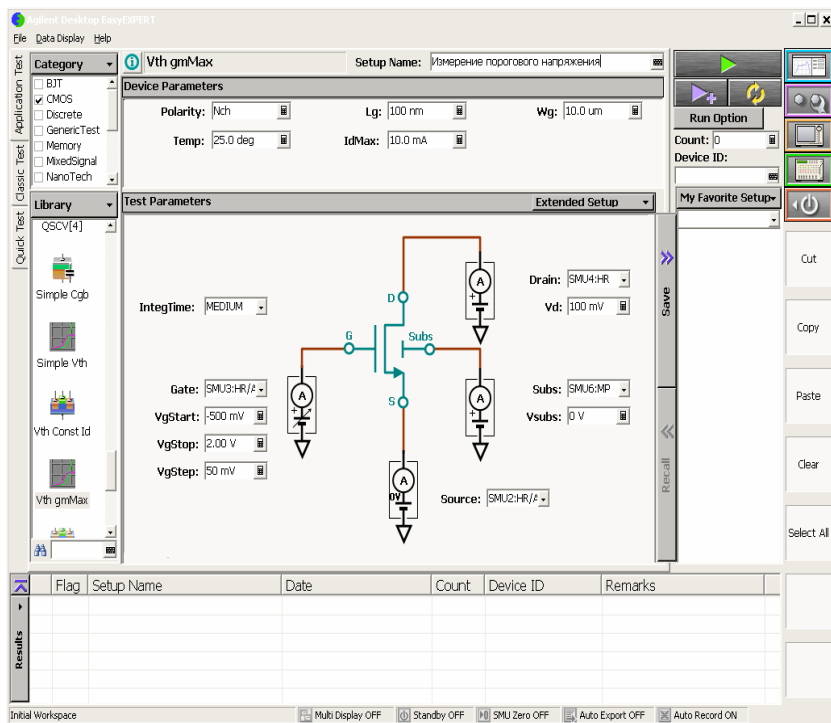 Agilent Desktop EasyEXPERT
File Data Display Help
Application Test
Classic Test
Quick Test
Category
BJT
CMOS
Discrete
GenericTest
Memory
MixedSignal
NanoTech
Library
QSCV[4]
Simple Cgb
Simple Vth
Vth Const Id
Vth gmMax
Vth gmMax
Setup Name: Измерение порогового напряжения
Device Parameters
Polarity: Nch
Lg: 100 nm
Wg: 10.0 um
Temp: 25.0 deg
IdMax: 10.0 mA
Test Parameters
Extended Setup
IntegTime: MEDIUM
Drain: SMU4:HR
Vd: 100 mV
Gate: SMU3:HR/
VgStart: -500 mV
VgStop: 2.00 V
VgStep: 50 mV
Subs: SMU6:MP
Vsubs: 0 V
Source: SMU2:HR/
D
G
Subs
S
A
A
A
A
0V
Save
Recall
Run Option
Count: 0
Device ID:
My Favorite Setup
Cut
Copy
Paste
Clear
Select All
Results
Flag Setup Name Date Count Device ID Remarks
Initial Workspace
Multi Display OFF Standby OFF SMU Zero OFF Auto Export OFF Auto Record ON